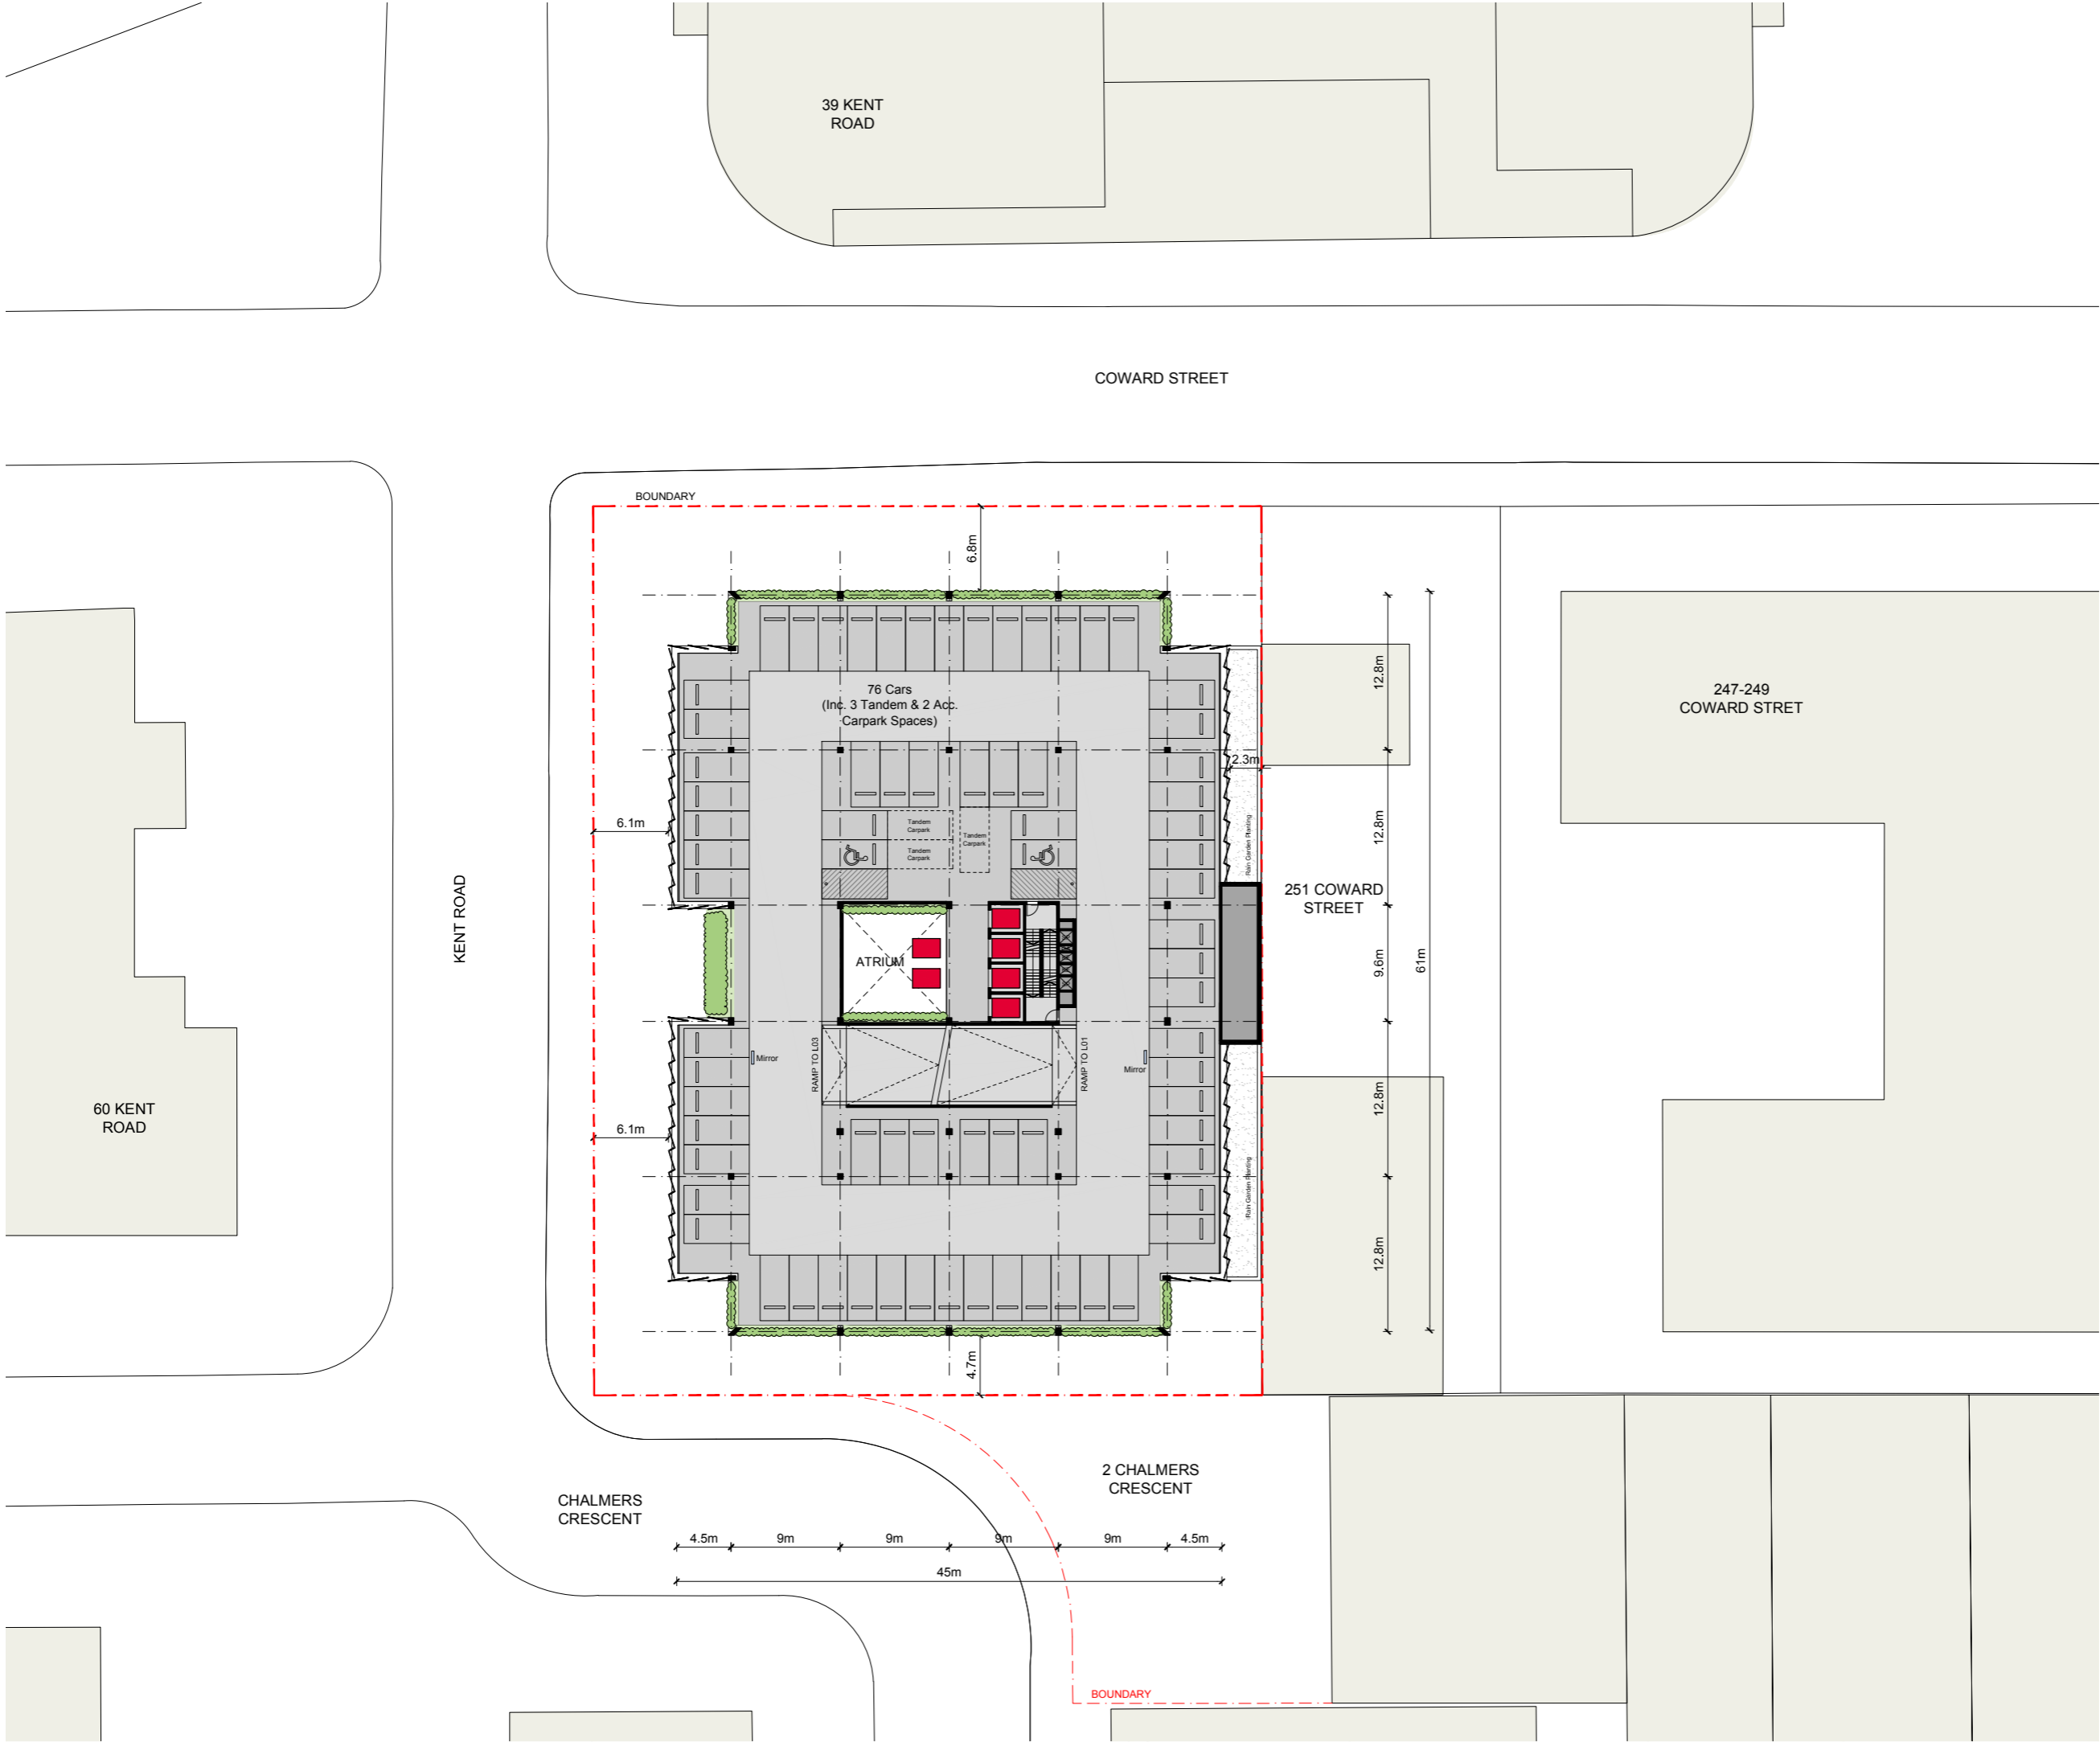 39 KENT
ROAD
COWARD STREET
BOUNDARY
6.8m
76 Cars
(Inc. 3 Tandem & 2 Acc.
Carpark Spaces)
12.8m
247-249
COWARD STRET
2.3m
6.1m
Tandem
Carpark
Tandem
Carpark
Tandem
Carpark
12.8m
Rain Garden Planting
251 COWARD
STREET
KENT ROAD
ATRIUM
9.6m
61m
Mirror
RAMP TO L03
RAMP TO L01
Mirror
60 KENT
ROAD
12.8m
6.1m
Rain Garden Planting
12.8m
4.7m
2 CHALMERS
CRESCENT
CHALMERS
CRESCENT
4.5m
9m
9m
9m
9m
4.5m
45m
BOUNDARY